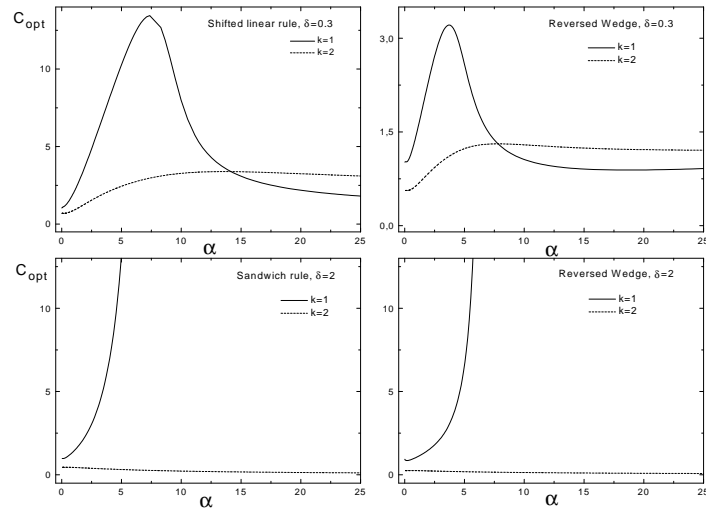 C opt
Shifted linear rule, δ=0.3
k=1
k=2
10
5
0
0 5 10 15 20 25
α
Reversed Wedge, δ=0.3
k=1
k=2
3,0
1,5
0,0
0 5 10 15 20 25
α
C opt
Sandwich rule, δ=2
k=1
k=2
10
5
0
0 5 10 15 20 25
α
Reversed Wedge, δ=2
k=1
k=2
10
5
0
0 5 10 15 20 25
α